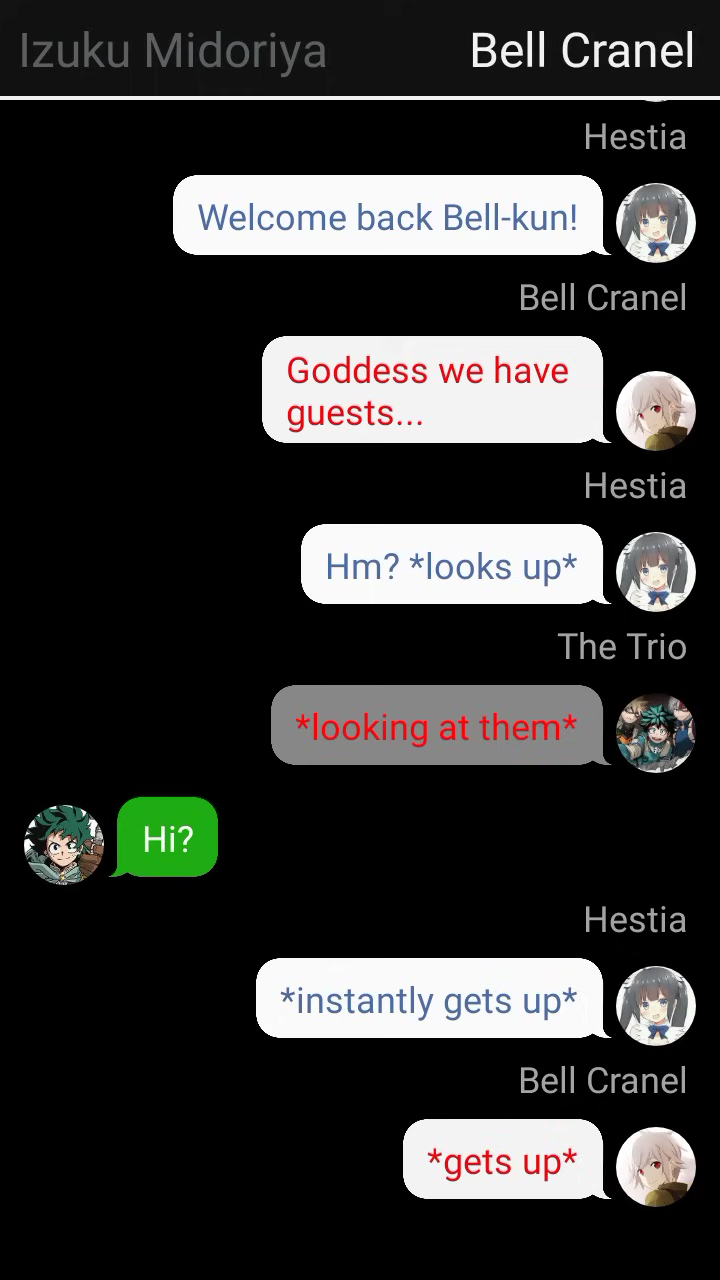 Izuku Midoriya
Bell Cranel
Hestia
Welcome back Bell-kun!
Bell Cranel
Goddess we have
guests...
Hestia
Hm? *looks up*
The Trio
*looking at them*
Hi?
Hestia
*instantly gets up*
Bell Cranel
*gets up*